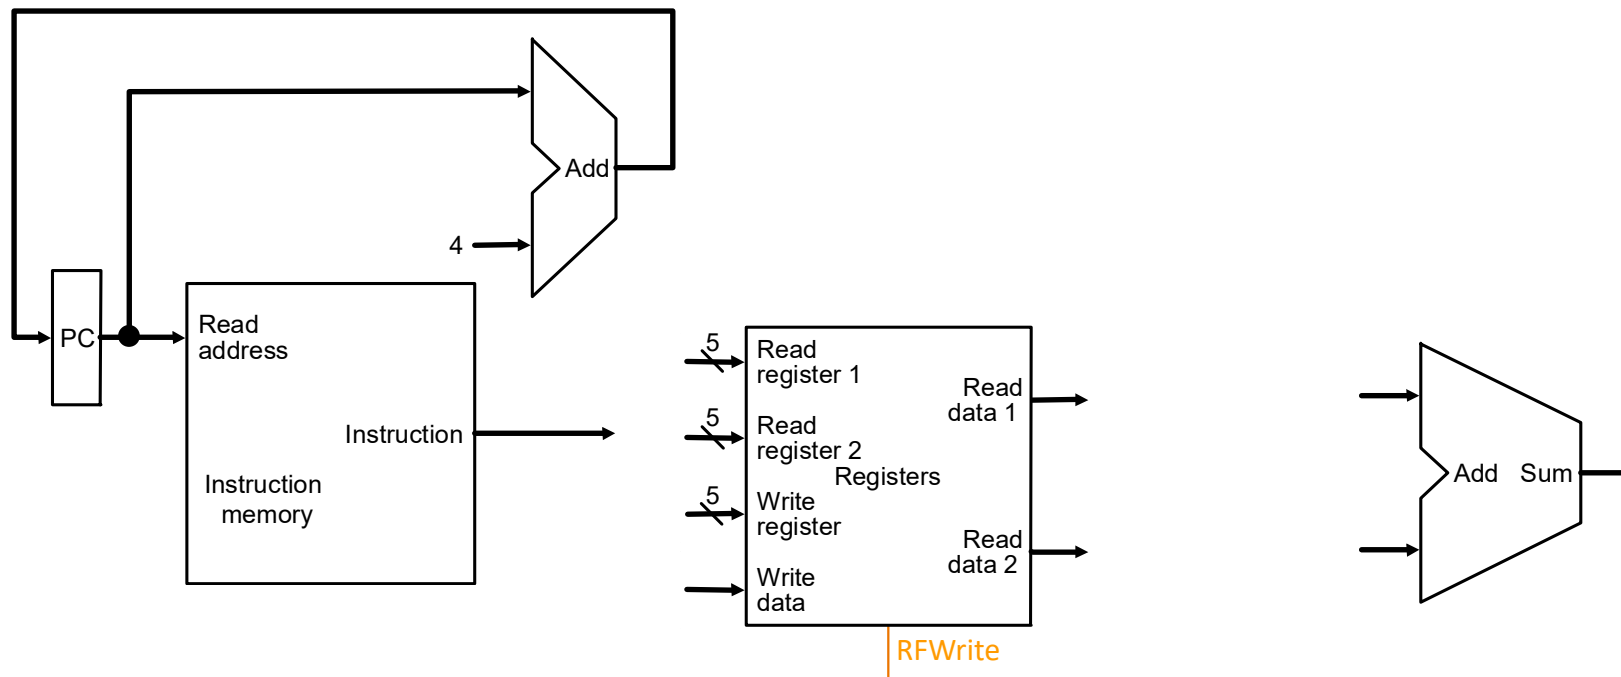 Add
4
PC
Read
address
Instruction
Instruction
memory
5
Read
register 1
5
Read
register 2
Registers
5
Write
register
Write
data
Read
data 1
Read
data 2
RFWrite
Add Sum